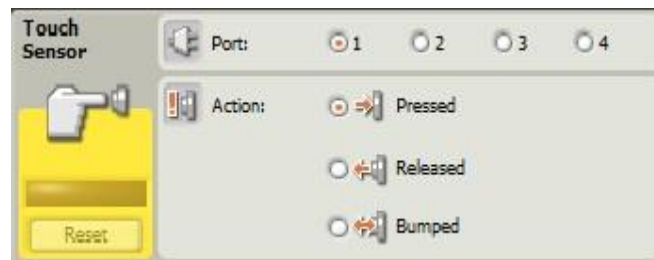 Touch
Sensor
Port: 1 2 3 4
Action: Pressed
Released
Bumped
Reset